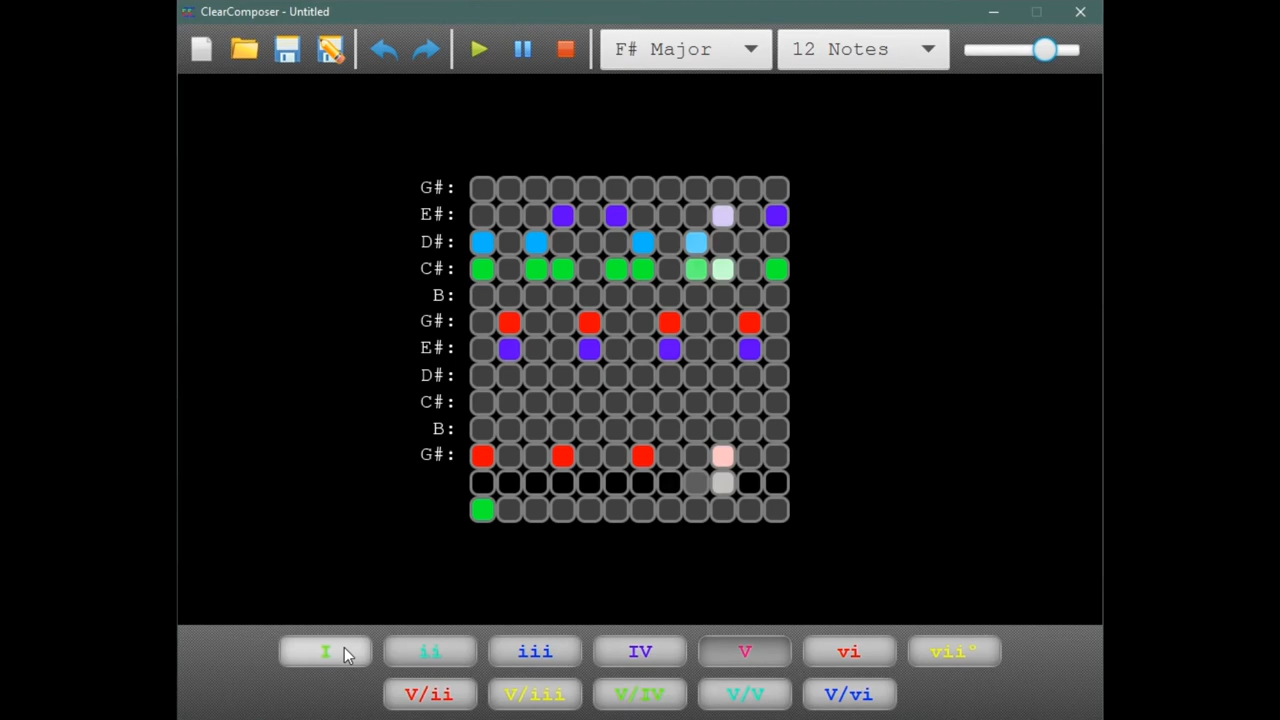 ClearComposer - Untitled
F# Major 12 Notes
G#:
E#:
D#:
C#:
B:
G#:
E#:
D#:
C#:
B:
G#:
I ii iii IV V vi vii°
V/ii V/iii V/IV V/V V/vi